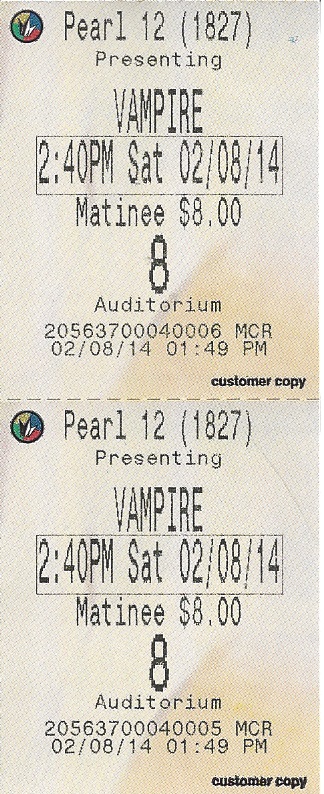 Pearl 12 (1827)
Presenting
VAMPIRE
2:40PM Sat 02/08/14
Matinee $8.00
8
Auditorium
20563700040006 MCR
02/08/14 01:49 PM
customer copy
Pearl 12 (1827)
Presenting
VAMPIRE
2:40PM Sat 02/08/14
Matinee $8.00
8
Auditorium
20563700040005 MCR
02/08/14 01:49 PM
customer copy